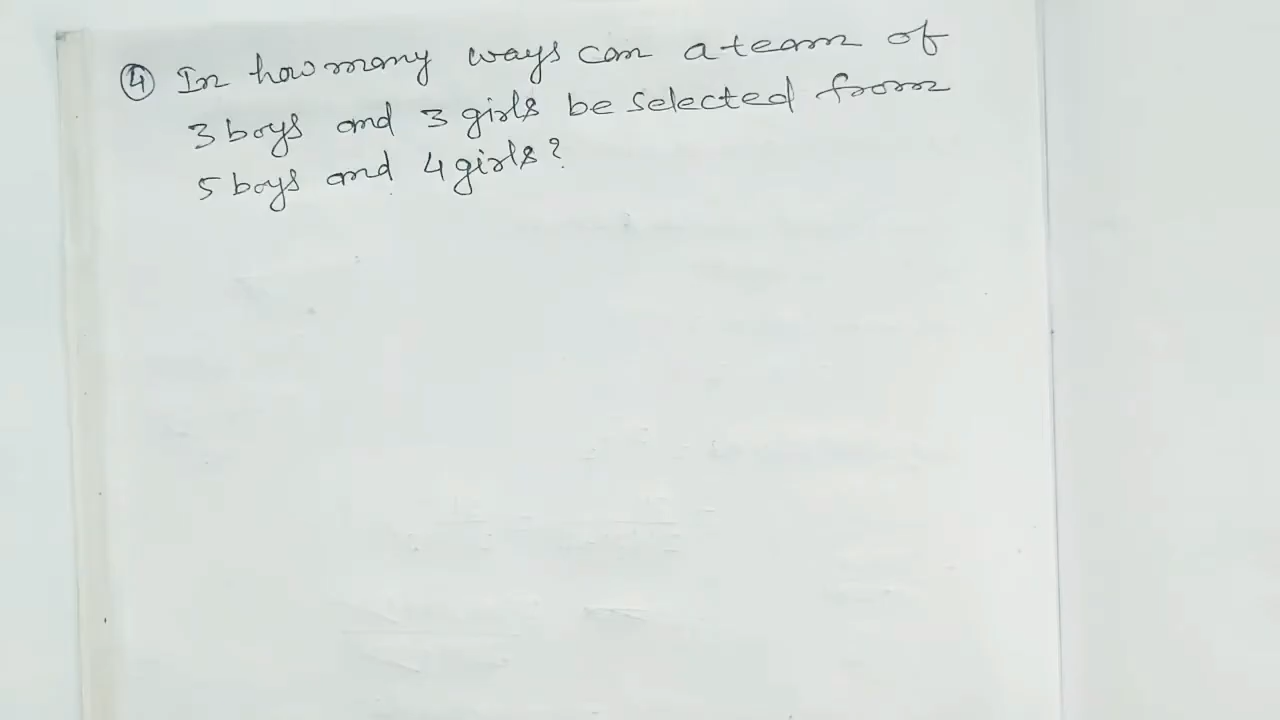 ④ In how many ways can a team of
3 boys and 3 girls be selected from
5 boys and 4 girls?